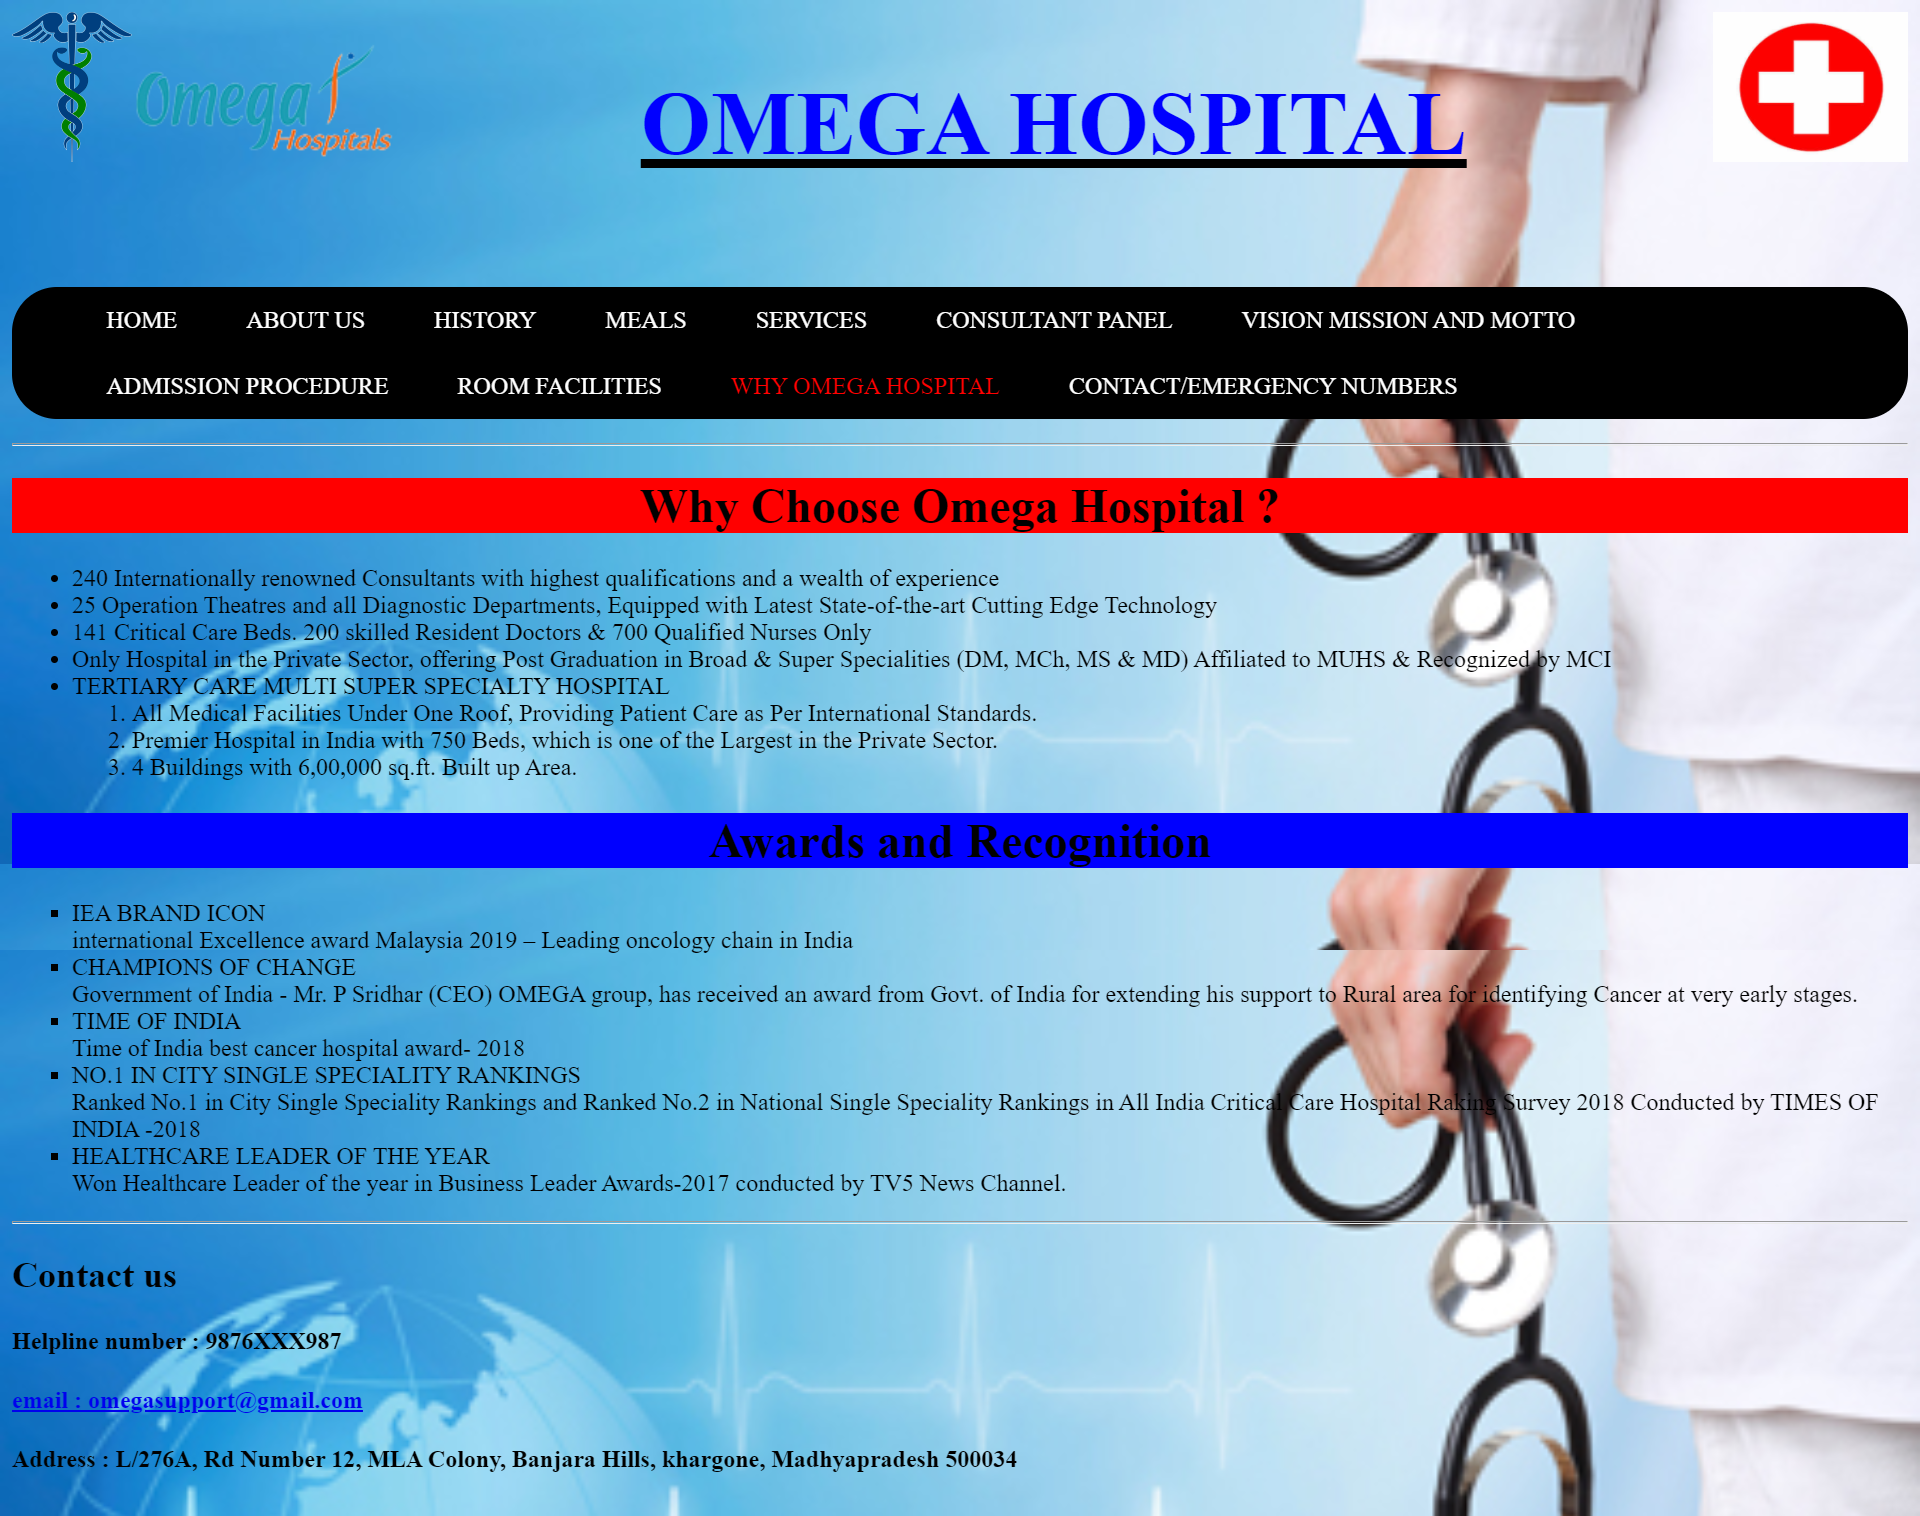 Omega
Hospitals
OMEGA HOSPITAL
HOME ABOUT US HISTORY MEALS SERVICES CONSULTANT PANEL VISION MISSION AND MOTTO
ADMISSION PROCEDURE ROOM FACILITIES WHY OMEGA HOSPITAL CONTACT/EMERGENCY NUMBERS
Why Choose Omega Hospital ?
• 240 Internationally renowned Consultants with highest qualifications and a wealth of experience
• 25 Operation Theatres and all Diagnostic Departments, Equipped with Latest State-of-the-art Cutting Edge Technology
• 141 Critical Care Beds. 200 skilled Resident Doctors & 700 Qualified Nurses Only
• Only Hospital in the Private Sector, offering Post Graduation in Broad & Super Specialities (DM, MCh, MS & MD) Affiliated to MUHS & Recognized by MCI
• TERTIARY CARE MULTI SUPER SPECIALTY HOSPITAL
1. All Medical Facilities Under One Roof, Providing Patient Care as Per International Standards.
2. Premier Hospital in India with 750 Beds, which is one of the Largest in the Private Sector.
3. 4 Buildings with 6,00,000 sq.ft. Built up Area.
Awards and Recognition
▪ IEA BRAND ICON
international Excellence award Malaysia 2019 – Leading oncology chain in India
▪ CHAMPIONS OF CHANGE
Government of India - Mr. P Sridhar (CEO) OMEGA group, has received an award from Govt. of India for extending his support to Rural area for identifying Cancer at very early stages.
▪ TIME OF INDIA
Time of India best cancer hospital award- 2018
▪ NO.1 IN CITY SINGLE SPECIALITY RANKINGS
Ranked No.1 in City Single Speciality Rankings and Ranked No.2 in National Single Speciality Rankings in All India Critical Care Hospital Raking Survey 2018 Conducted by TIMES OF
INDIA -2018
▪ HEALTHCARE LEADER OF THE YEAR
Won Healthcare Leader of the year in Business Leader Awards-2017 conducted by TV5 News Channel.
Contact us
Helpline number : 9876XXX987
email : omegasupport@gmail.com
Address : L/276A, Rd Number 12, MLA Colony, Banjara Hills, khargone, Madhyapradesh 500034